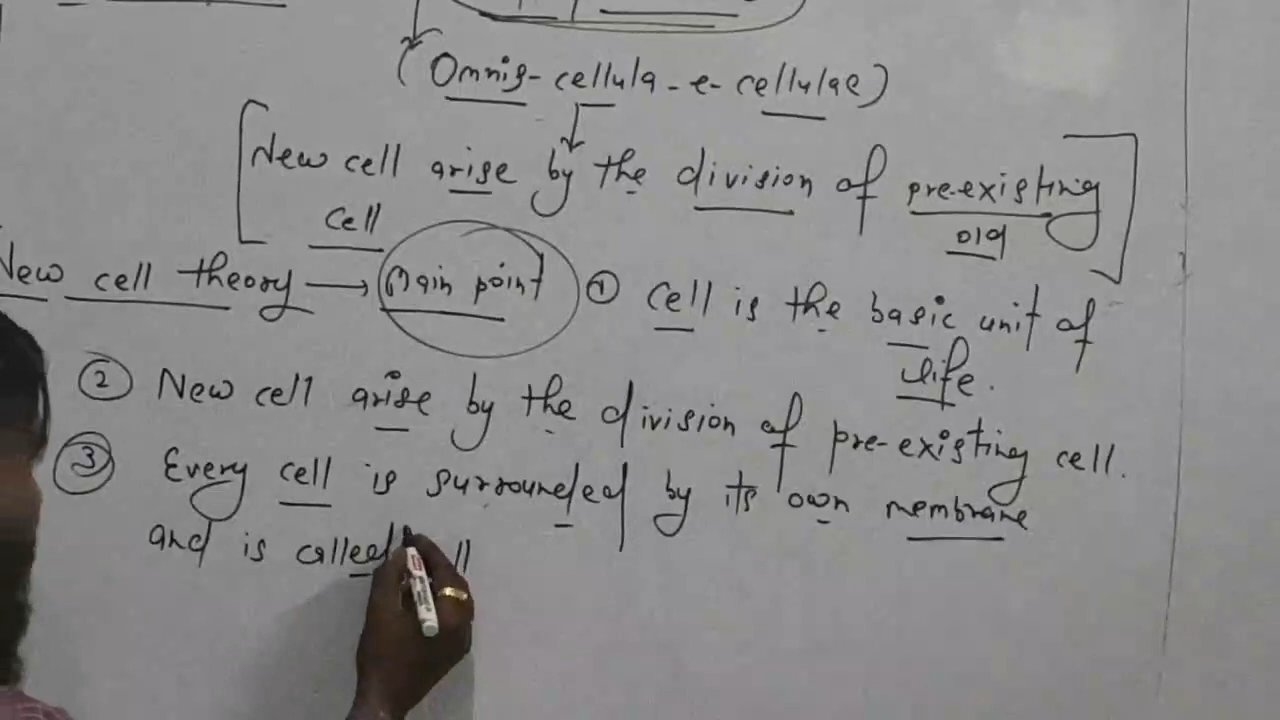 (Omnis-cellula-e-cellulae)
New cell arise by the division of pre-existing
cell old
New cell theory → Main point ① Cell is the basic unit of
life.
② New cell arise by the division of pre-existing cell.
③ Every cell is surrounded by its own membrane
and is called